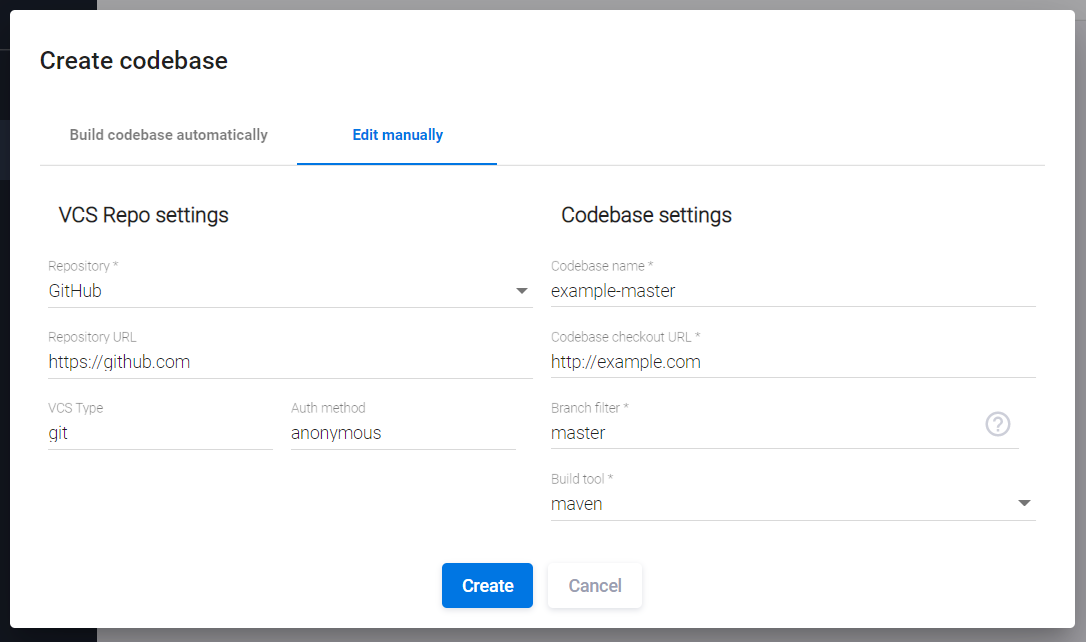 Create codebase
Build codebase automatically
Edit manually
VCS Repo settings
Repository *
GitHub
Repository URL
https://github.com
VCS Type
Auth method
git
anonymous
Codebase settings
Codebase name *
example-master
Codebase checkout URL *
http://example.com
Branch filter *
master
?
Build tool *
maven
Create
Cancel